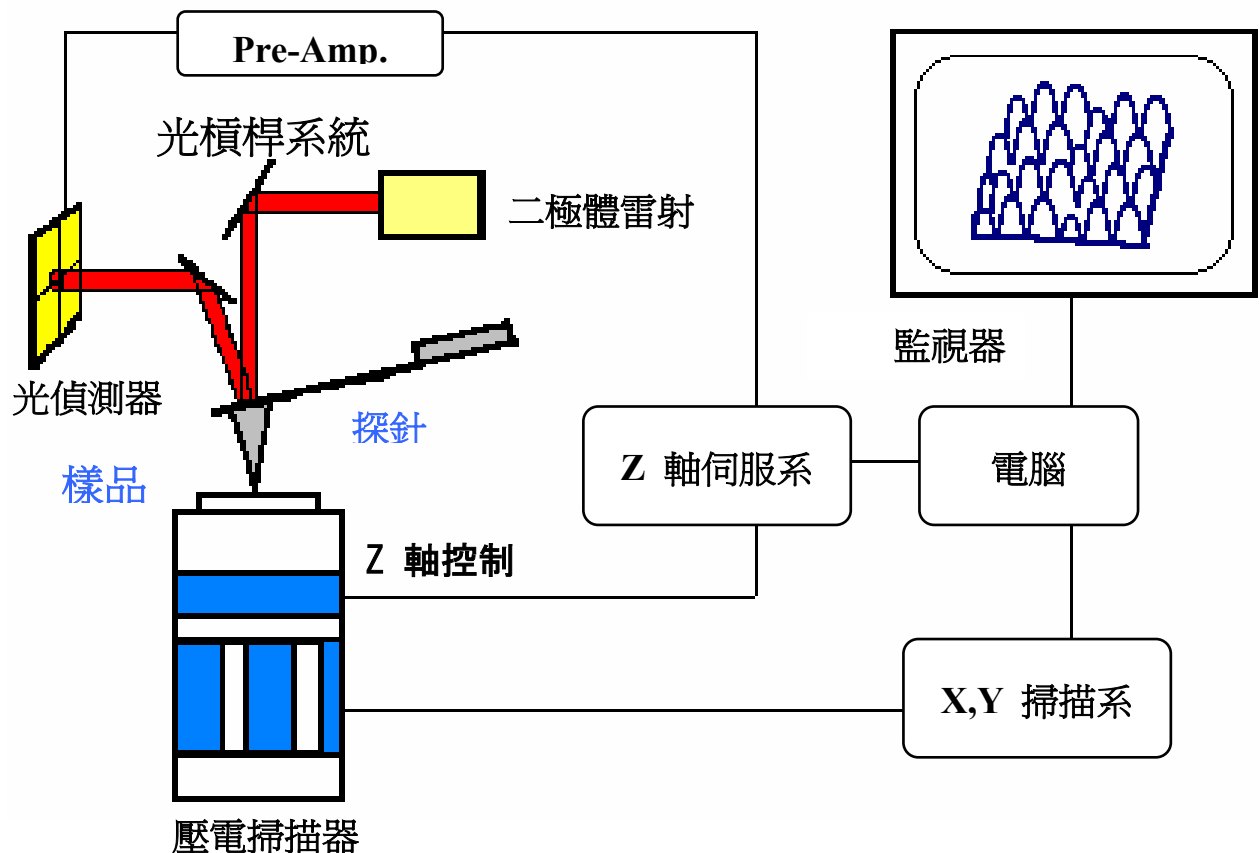 Pre-Amp.
光槓桿系統
二極體雷射
光偵測器
探針
樣品
監視器
Z 軸伺服系
電腦
Z 軸控制
X,Y 掃描系
壓電掃描器